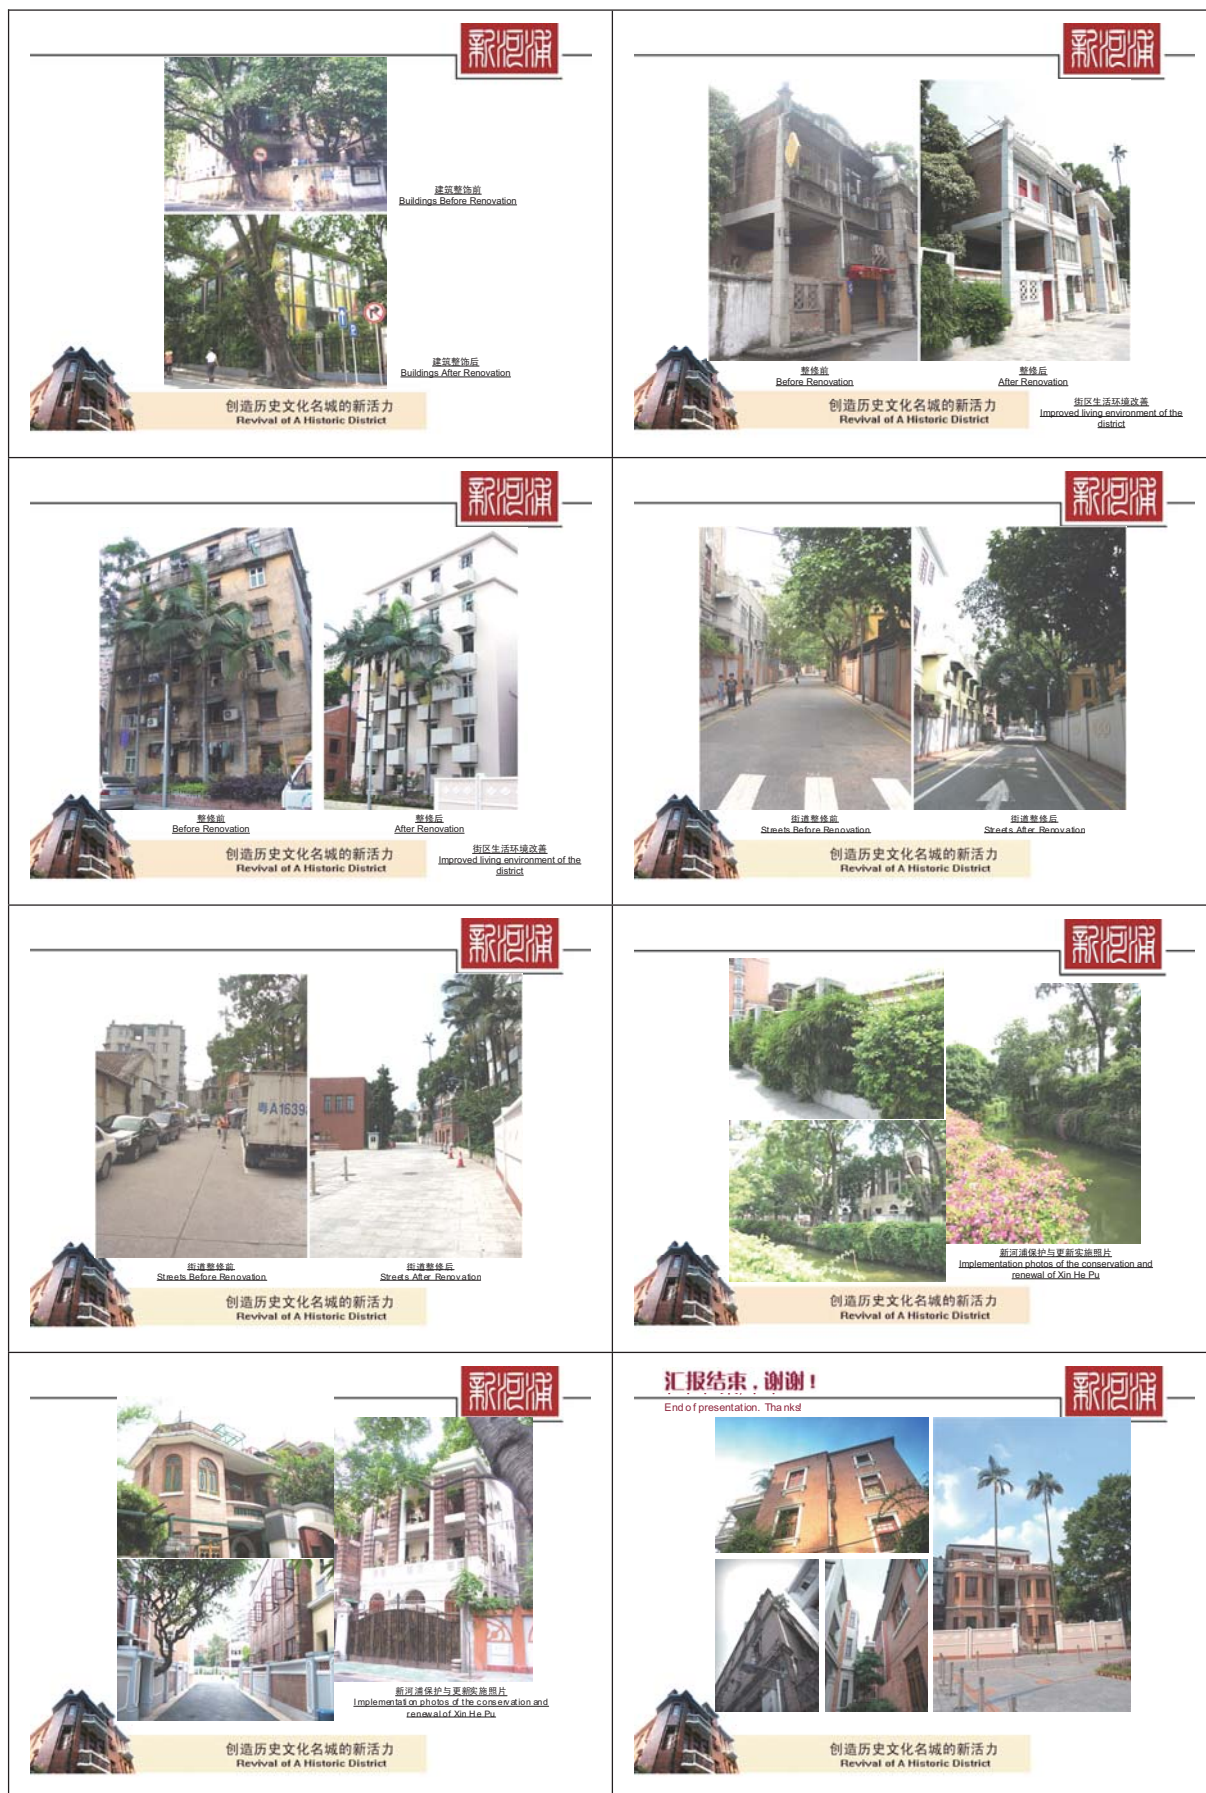 新河浦
建筑整饰前
Buildings Before Renovation
建筑整饰后
Buildings After Renovation
创造历史文化名城的新活力
Revival of A Historic District
新河浦
整修前
Before Renovation
整修后
After Renovation
街区生活环境改善
Improved living environment of the
district
创造历史文化名城的新活力
Revival of A Historic District
新河浦
整修前
Before Renovation
整修后
After Renovation
街区生活环境改善
Improved living environment of the
district
创造历史文化名城的新活力
Revival of A Historic District
新河浦
街道整修前
Streets Before Renovation
街道整修后
Streets After Renovation
创造历史文化名城的新活力
Revival of A Historic District
新河浦
粤A1639
街道整修前
Streets Before Renovation
街道整修后
Streets After Renovation
创造历史文化名城的新活力
Revival of A Historic District
新河浦
新河浦保护与更新实施照片
Implementation photos of the conservation and
renewal of Xin He Pu
创造历史文化名城的新活力
Revival of A Historic District
新河浦
新河浦保护与更新实施照片
Implementation photos of the conservation and
renewal of Xin He Pu
创造历史文化名城的新活力
Revival of A Historic District
汇报结束，谢谢！
End of presentation. Thanks!
新河浦
创造历史文化名城的新活力
Revival of A Historic District